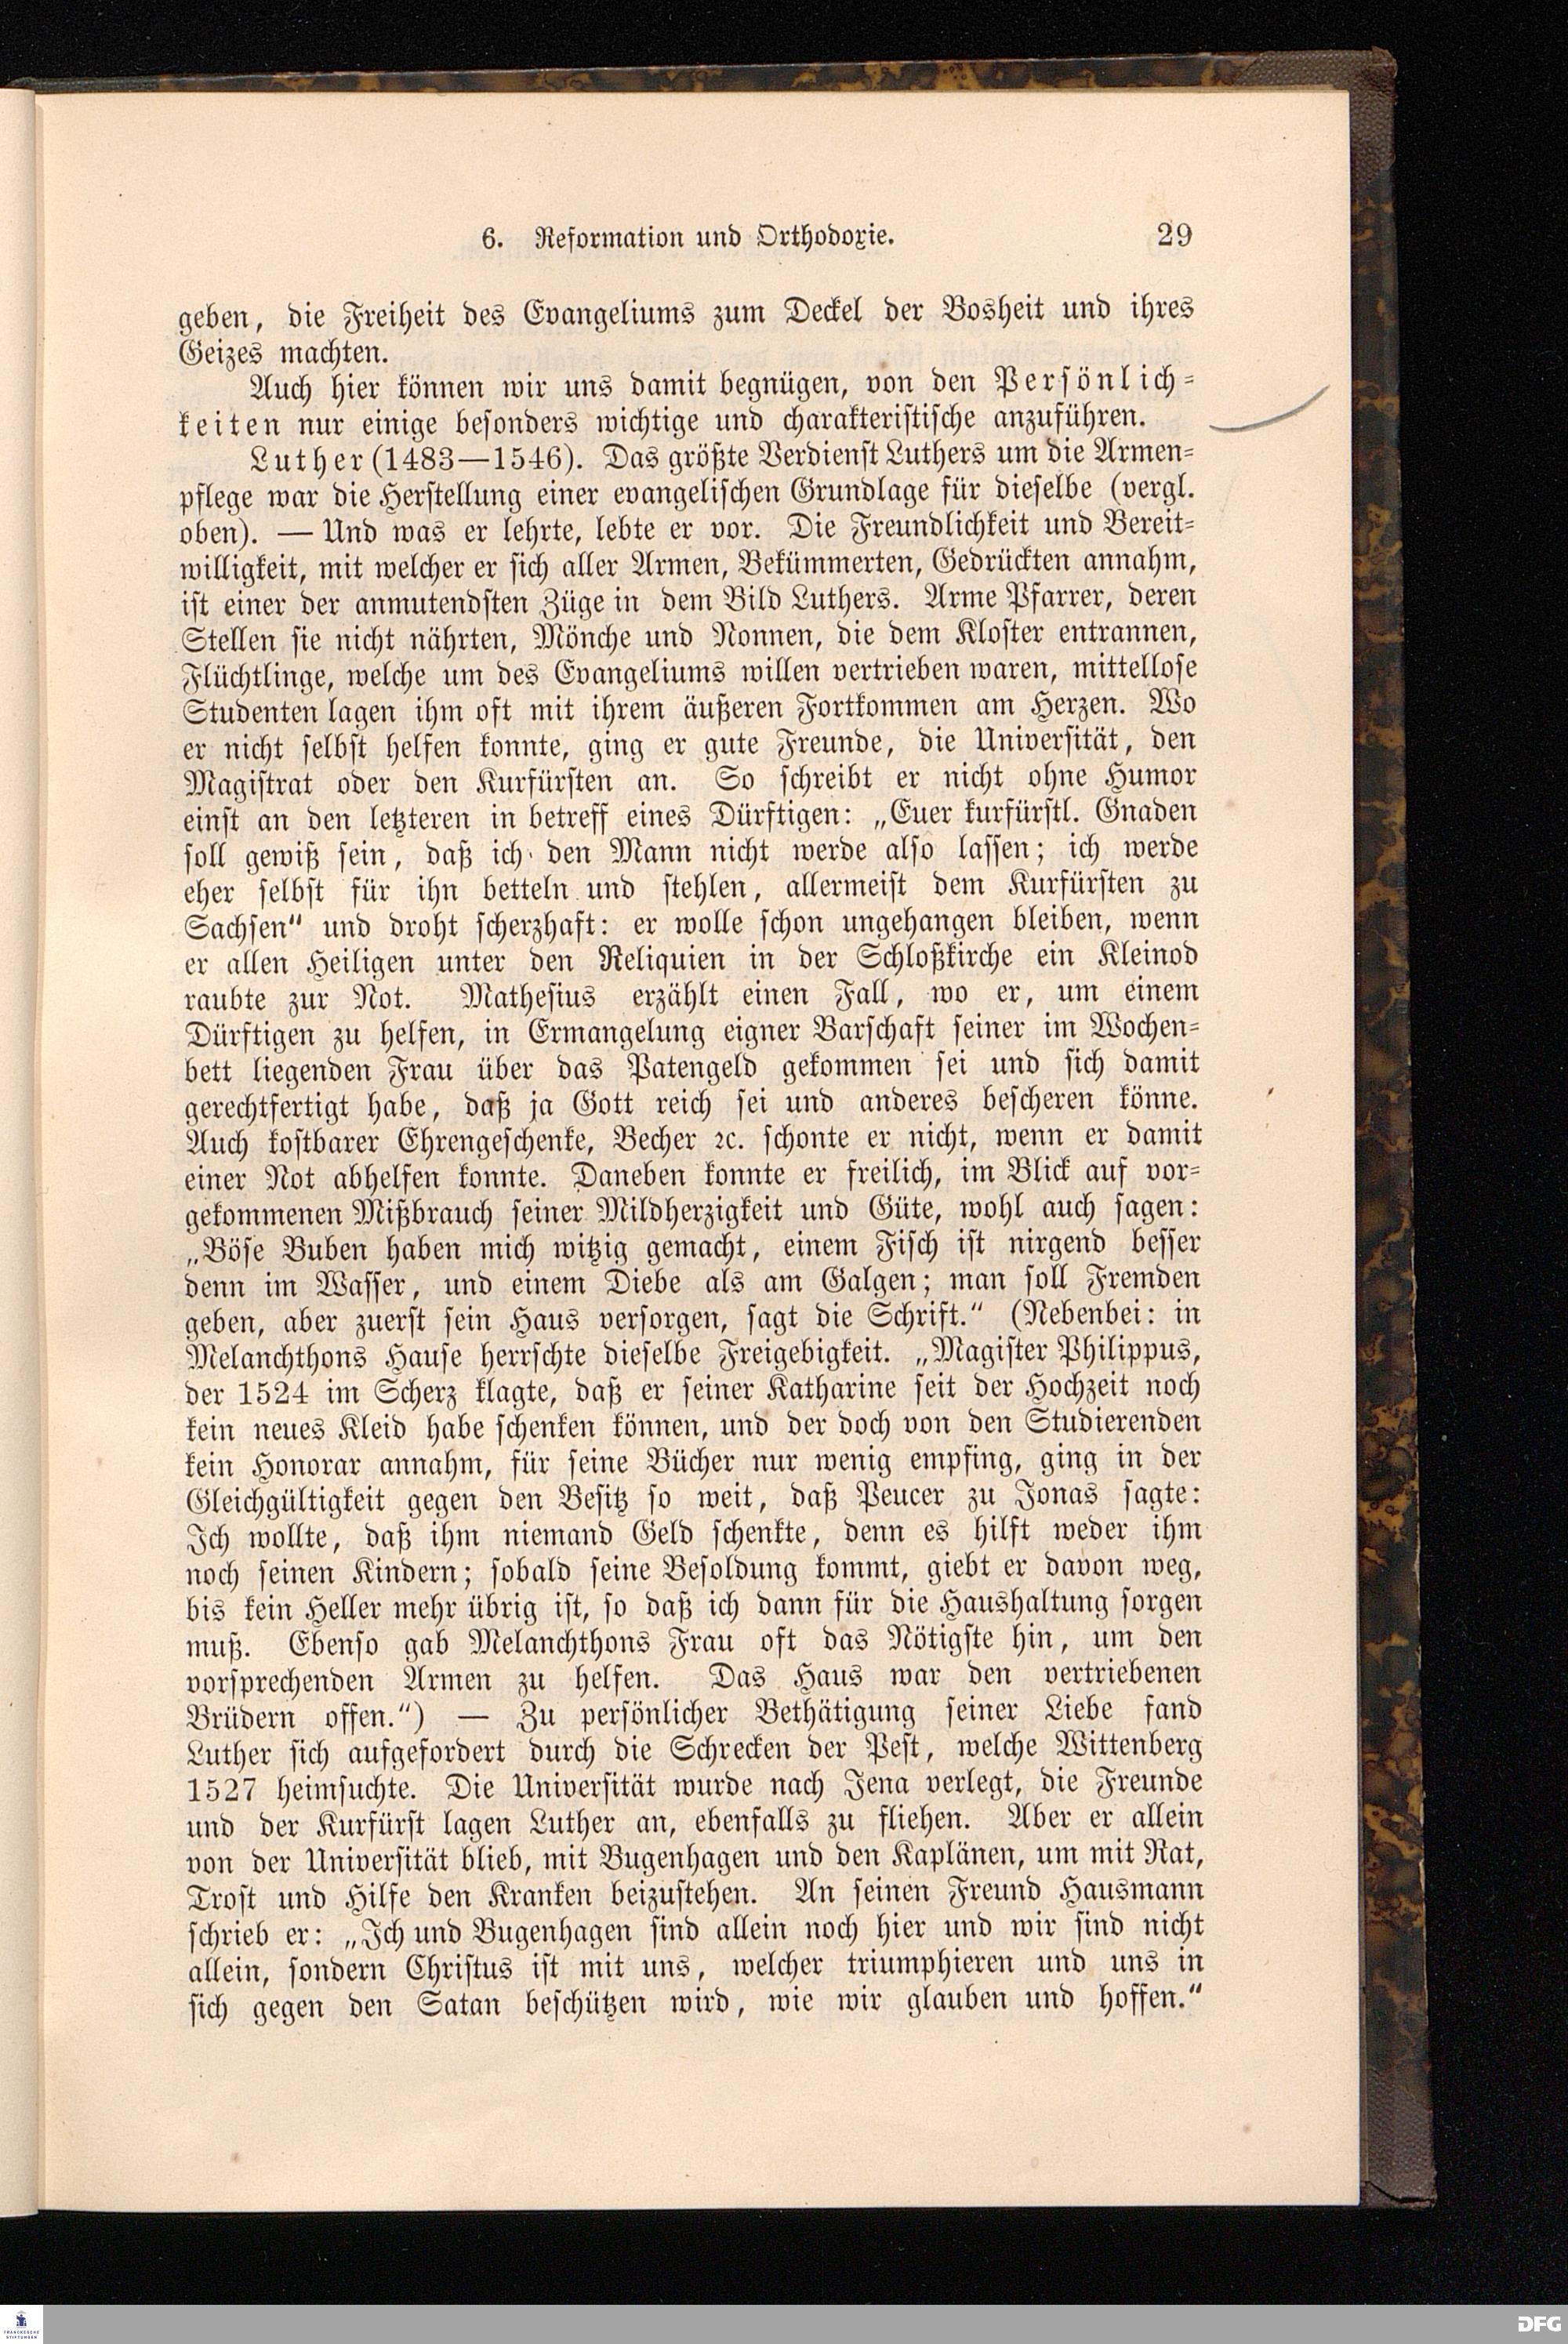 6. Reformation und Orthodoxie. 29
geben, die Freiheit des Evangeliums zum Deckel der Bosheit und ihres
Geizes machten.
Auch hier können wir uns damit begnügen, von den Persönlich-
keiten nur einige besonders wichtige und charakteristische anzuführen.
Luther (1483—1546). Das größte Verdienst Luthers um die Armen-
pflege war die Herstellung einer evangelischen Grundlage für dieselbe (vergl.
oben). — Und was er lehrte, lebte er vor. Die Freundlichkeit und Bereit-
willigkeit, mit welcher er sich aller Armen, Bekümmerten, Gedrückten annahm,
ist einer der anmutendsten Züge in dem Bild Luthers. Arme Pfarrer, deren
Stellen sie nicht nährten, Mönche und Nonnen, die dem Kloster entrannen,
Flüchtlinge, welche um des Evangeliums willen vertrieben waren, mittellose
Studenten lagen ihm oft mit ihrem äußeren Fortkommen am Herzen. Wo
er nicht selbst helfen konnte, ging er gute Freunde, die Universität, den
Magistrat oder den Kurfürsten an. So schreibt er nicht ohne Humor
einst an den letzteren in betreff eines Dürftigen: „Euer kurfürstl. Gnaden
soll gewiß sein, daß ich den Mann nicht werde also lassen; ich werde
eher selbst für ihn betteln und stehlen, allermeist dem Kurfürsten zu
Sachsen“ und droht scherzhaft: er wolle schon ungehangen bleiben, wenn
er allen Heiligen unter den Reliquien in der Schloßkirche ein Kleinod
raubte zur Not. Mathesius erzählt einen Fall, wo er, um einem
Dürftigen zu helfen, in Ermangelung eigner Barschaft seiner im Wochen-
bett liegenden Frau über das Patengeld gekommen sei und sich damit
gerechtfertigt habe, daß ja Gott reich sei und anderes bescheren könne.
Auch kostbarer Ehrengeschenke, Becher ꝛc. schonte er nicht, wenn er damit
einer Not abhelfen konnte. Daneben konnte er freilich, im Blick auf vor-
gekommenen Mißbrauch seiner Mildherzigkeit und Güte, wohl auch sagen:
„Böse Buben haben mich witzig gemacht, einem Fisch ist nirgend besser
denn im Wasser, und einem Diebe als am Galgen; man soll Fremden
geben, aber zuerst sein Haus versorgen, sagt die Schrift.“ (Nebenbei: in
Melanchthons Hause herrschte dieselbe Freigebigkeit. „Magister Philippus,
der 1524 im Scherz klagte, daß er seiner Katharine seit der Hochzeit noch
kein neues Kleid habe schenken können, und der doch von den Studierenden
kein Honorar annahm, für seine Bücher nur wenig empfing, ging in der
Gleichgültigkeit gegen den Besitz so weit, daß Peucer zu Jonas sagte:
Ich wollte, daß ihm niemand Geld schenkte, denn es hilft weder ihm
noch seinen Kindern; sobald seine Besoldung kommt, giebt er davon weg,
bis kein Heller mehr übrig ist, so daß ich dann für die Haushaltung sorgen
muß. Ebenso gab Melanchthons Frau oft das Nötigste hin, um den
vorsprechenden Armen zu helfen. Das Haus war den vertriebenen
Brüdern offen.“) — Zu persönlicher Bethätigung seiner Liebe fand
Luther sich aufgefordert durch die Schrecken der Pest, welche Wittenberg
1527 heimsuchte. Die Universität wurde nach Jena verlegt, die Freunde
und der Kurfürst lagen Luther an, ebenfalls zu fliehen. Aber er allein
von der Universität blieb, mit Bugenhagen und den Kaplänen, um mit Rat,
Trost und Hilfe den Kranken beizustehen. An seinen Freund Hausmann
schrieb er: „Ich und Bugenhagen sind allein noch hier und wir sind nicht
allein, sondern Christus ist mit uns, welcher triumphieren und uns in
sich gegen den Satan beschützen wird, wie wir glauben und hoffen.“
FRANCKESCHE
STIFTUNGEN
DFG